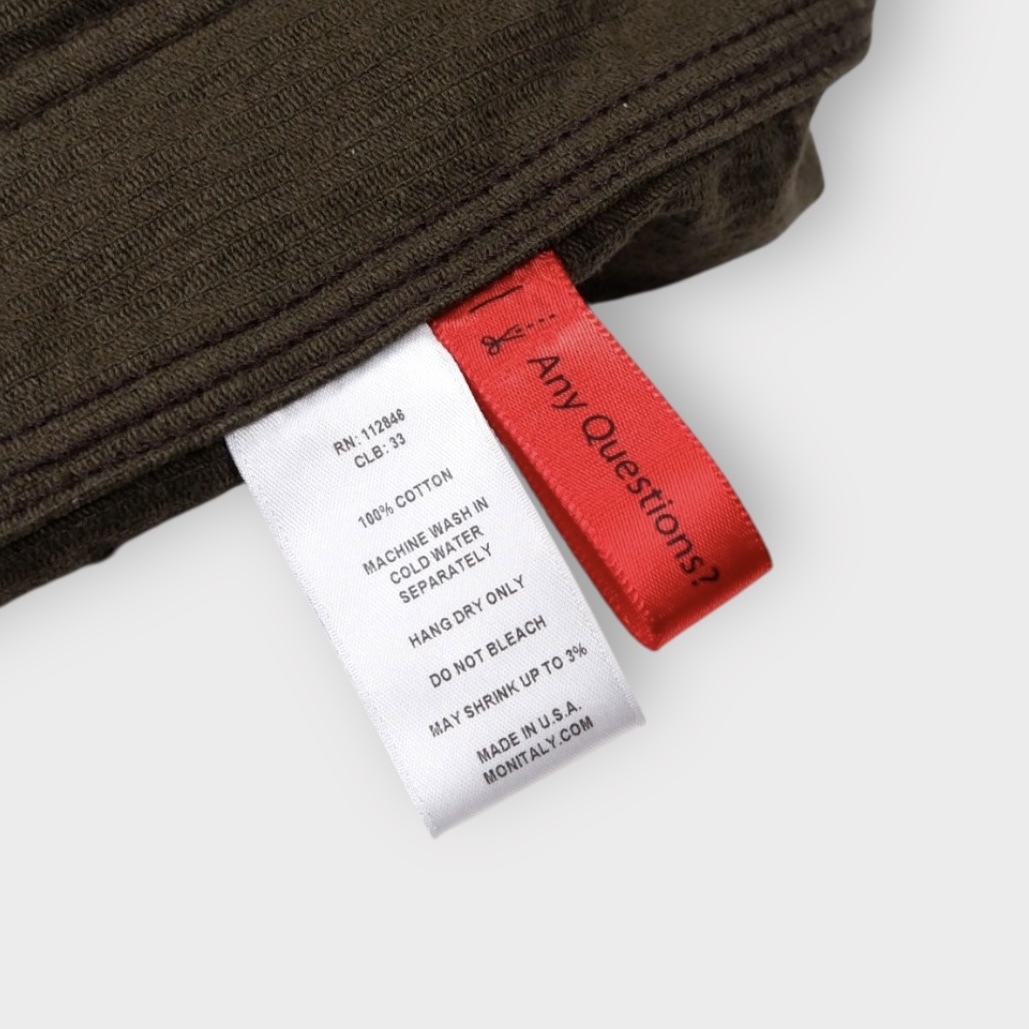 RN: 112846
CLB: 33
100% COTTON
MACHINE WASH IN
COLD WATER
SEPARATELY
HANG DRY ONLY
DO NOT BLEACH
MAY SHRINK UP TO 3%
MADE IN U.S.A.
MONITALY.COM
Any Questions?